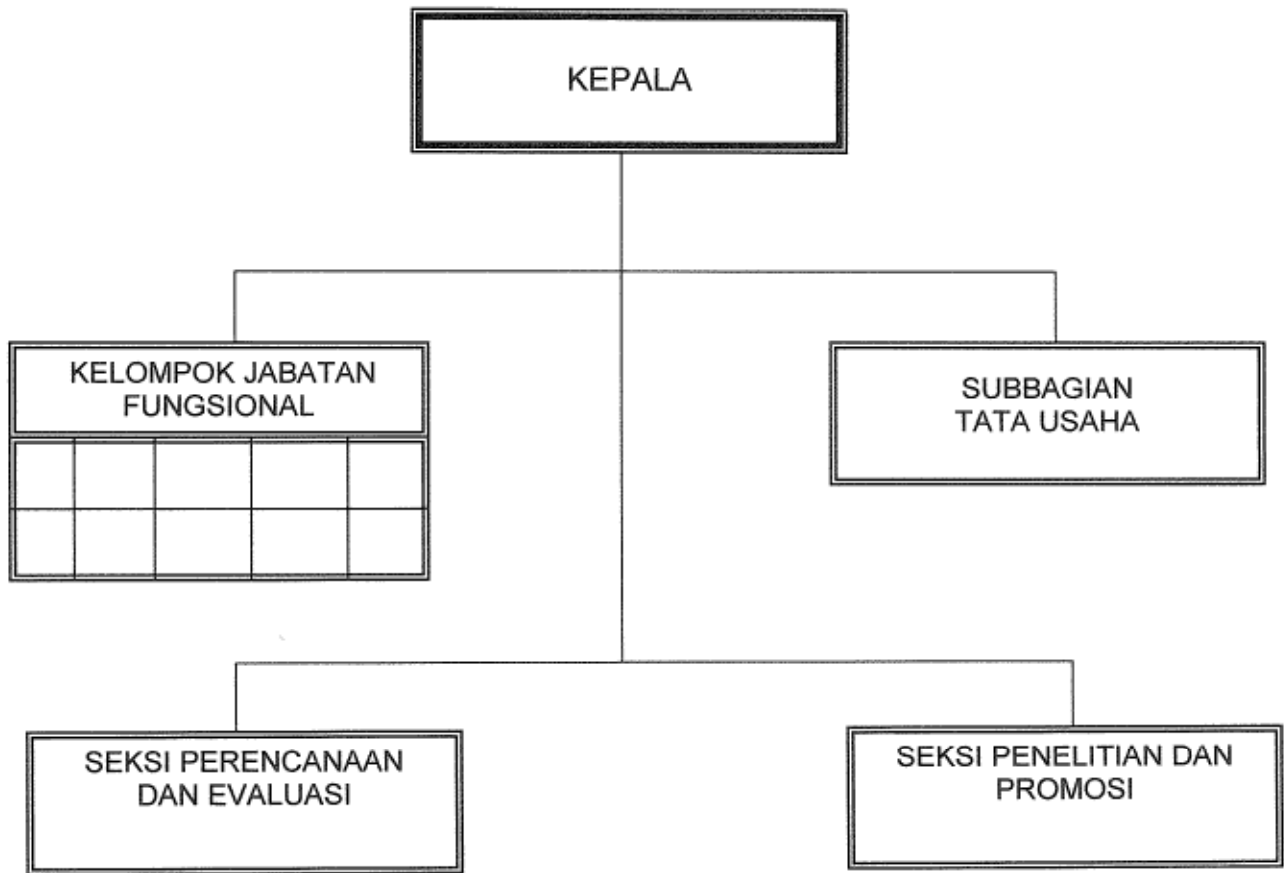 KEPALA
KELOMPOK JABATAN
FUNGSIONAL
SUBBAGIAN
TATA USAHA
SEKSI PERENCANAAN
DAN EVALUASI
SEKSI PENELITIAN DAN
PROMOSI